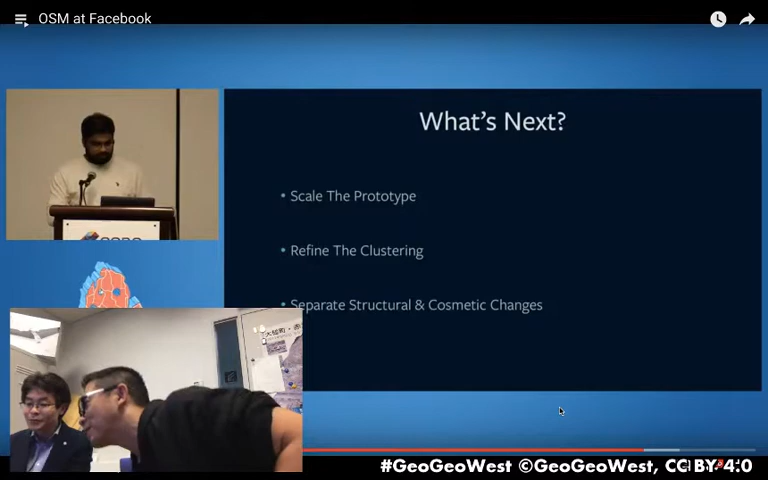 OSM at Facebook
What's Next?
• Scale The Prototype
• Refine The Clustering
• Separate Structural & Cosmetic Changes
#GeoGeoWest ©GeoGeoWest, CC BY 4.0